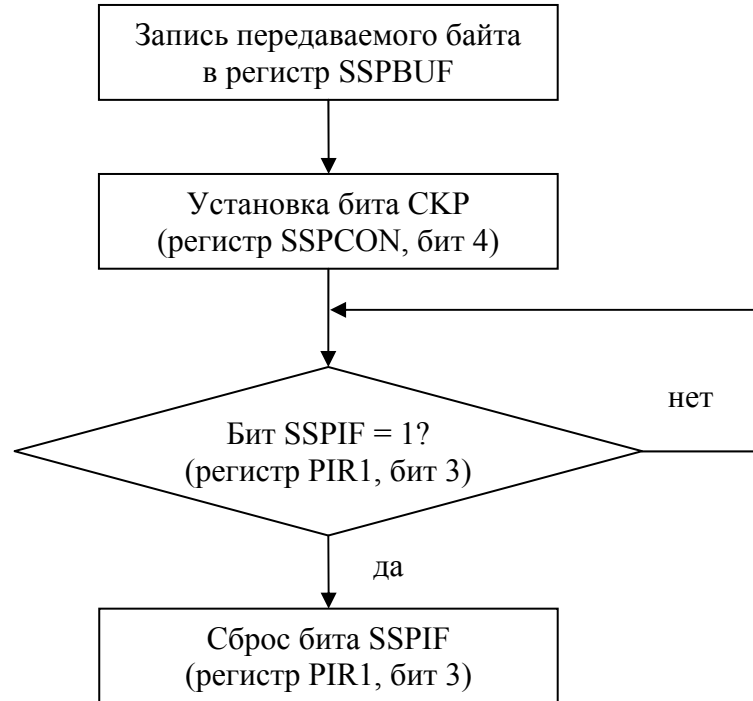 Запись передаваемого байта
в регистр SSPBUF
Установка бита CKP
(регистр SSPCON, бит 4)
нет
Бит SSPIF = 1?
(регистр PIR1, бит 3)
да
Сброс бита SSPIF
(регистр PIR1, бит 3)